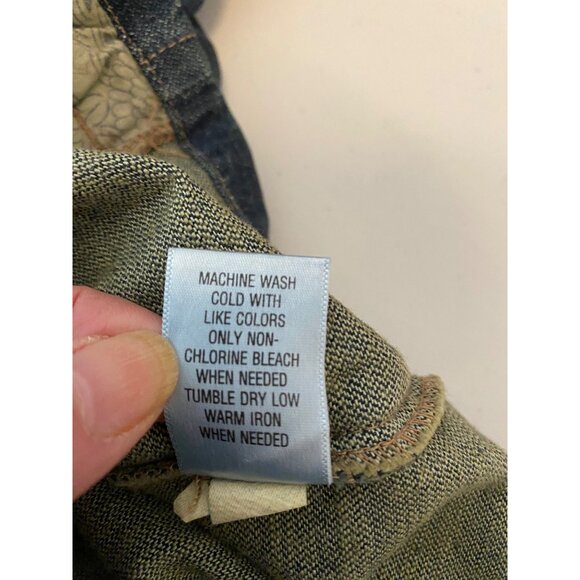 MACHINE WASH
COLD WITH
LIKE COLORS
ONLY NON-
CHLORINE BLEACH
WHEN NEEDED
TUMBLE DRY LOW
WARM IRON
WHEN NEEDED